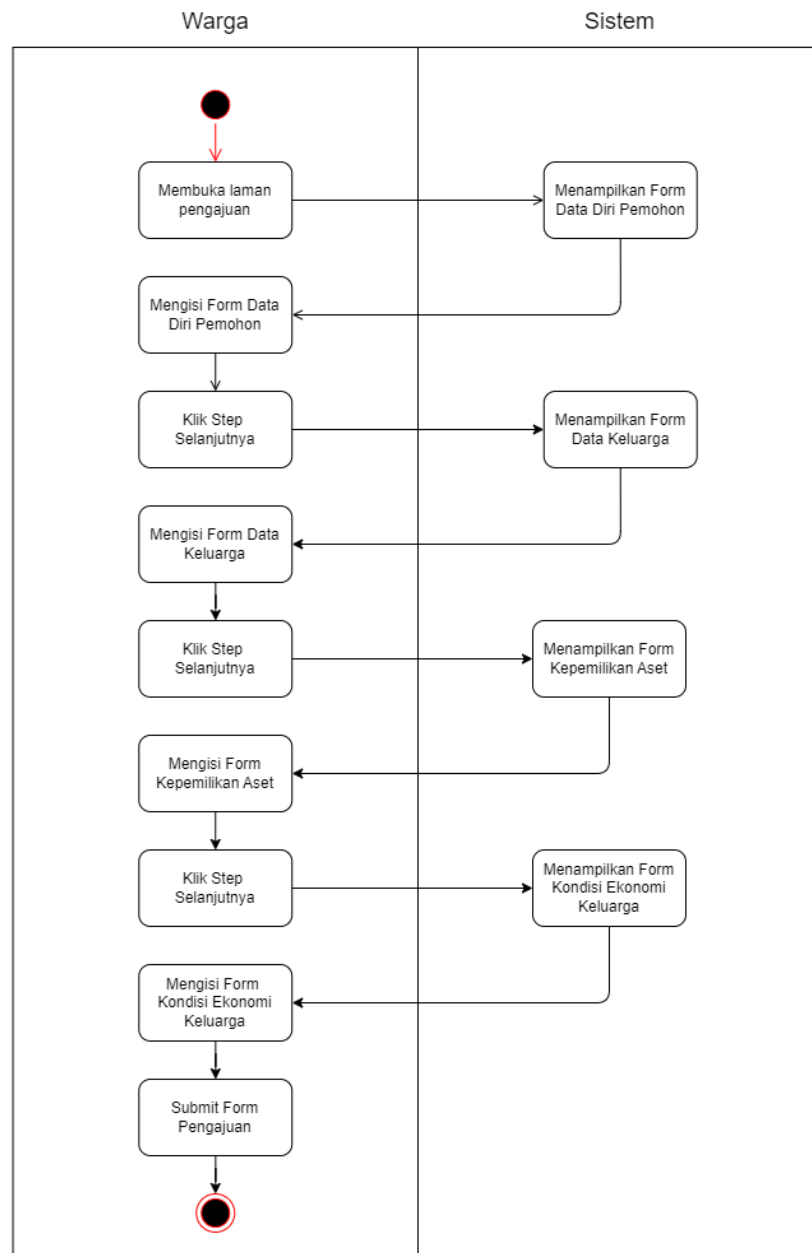 Warga
Sistem
Membuka laman
pengajuan
Menampilkan Form
Data Diri Pemohon
Mengisi Form Data
Diri Pemohon
Klik Step
Selanjutnya
Menampilkan Form
Data Keluarga
Mengisi Form Data
Keluarga
Klik Step
Selanjutnya
Menampilkan Form
Kepemilikan Aset
Mengisi Form
Kepemilikan Aset
Klik Step
Selanjutnya
Menampilkan Form
Kondisi Ekonomi
Keluarga
Mengisi Form
Kondisi Ekonomi
Keluarga
Submit Form
Pengajuan